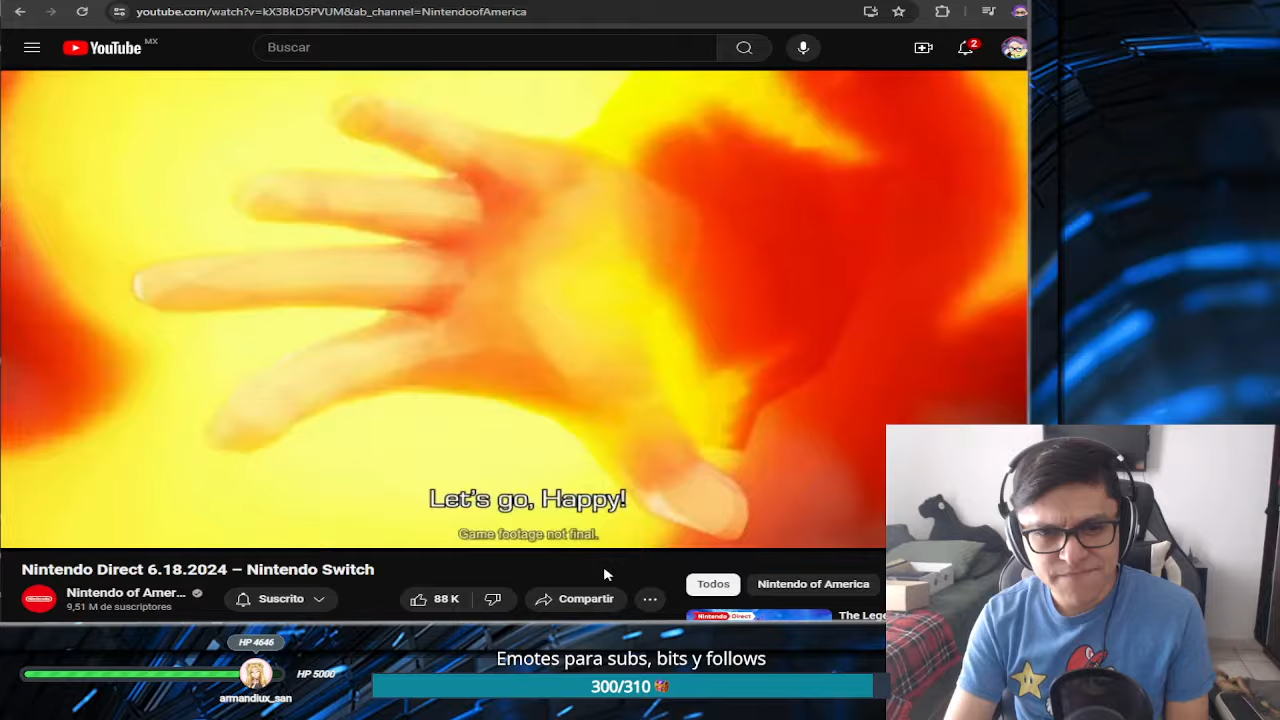 youtube.com/watch?v=kX3BkD5PVUM&ab_channel=NintendoofAmerica
YouTube MX
Buscar
2
Let's go, Happy!
Game footage not final.
Nintendo Direct 6.18.2024 – Nintendo Switch
Nintendo of Amer...
9,51 M de suscriptores
Suscrito
88 K
Compartir
Todos
Nintendo of America
Nintendo Direct
The Lege
HP 4646
HP 5000
armandiux_san
Emotes para subs, bits y follows
300/310